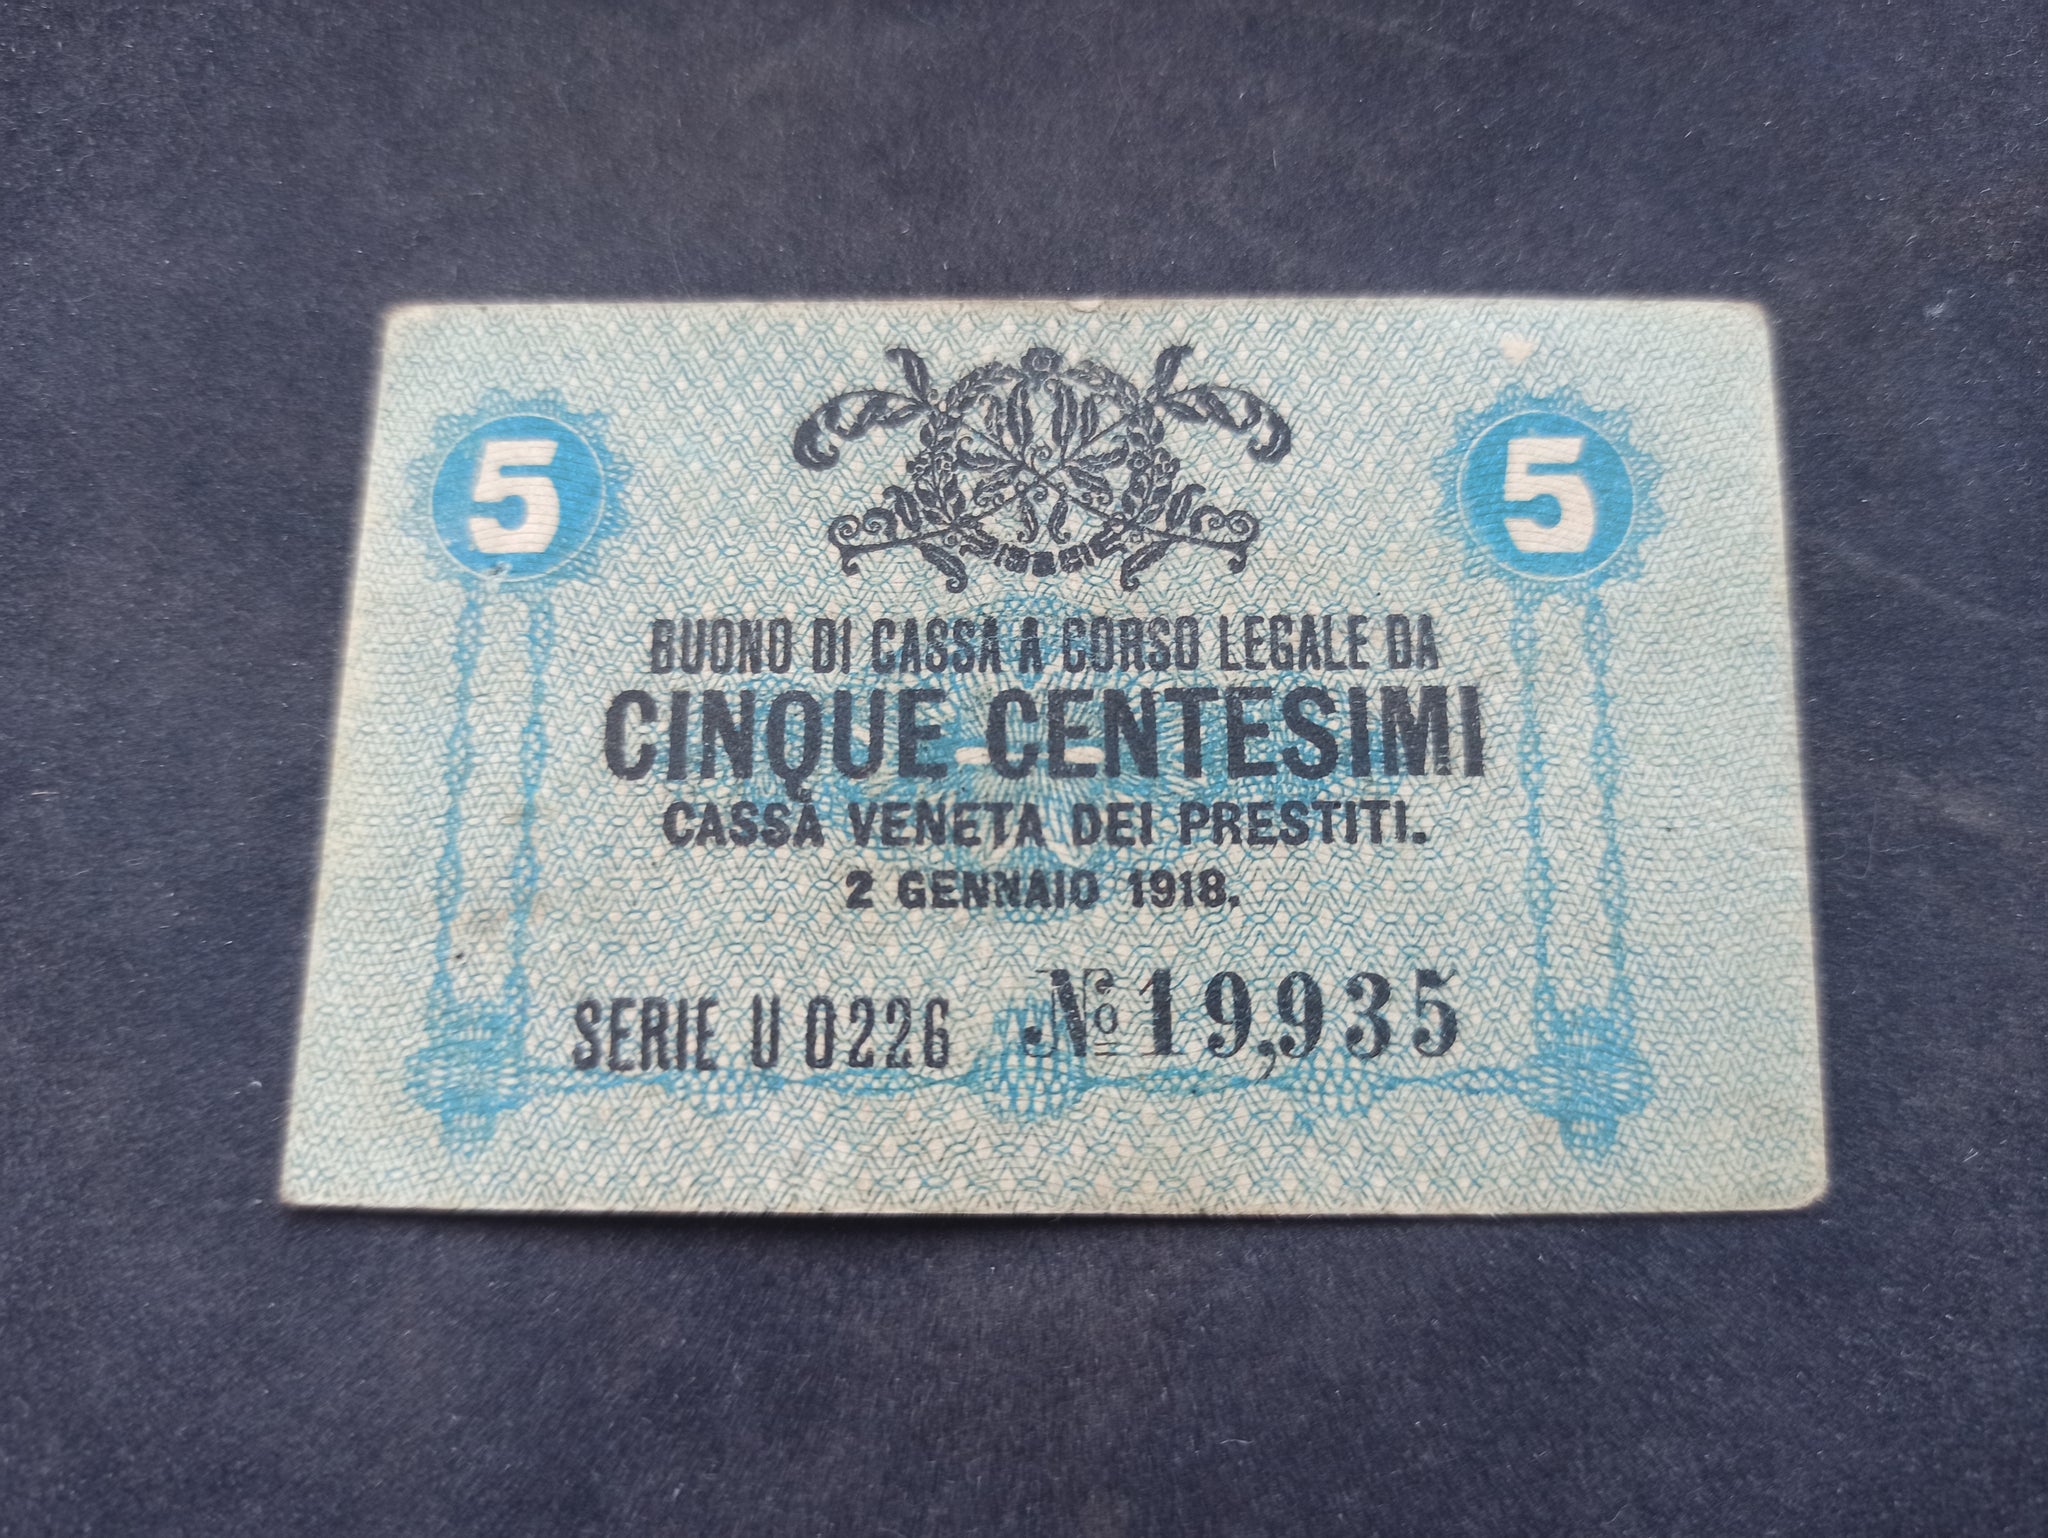 5
5
BUONO DI CASSA A CORSO LEGALE DA
CINQUE CENTESIMI
CASSA VENETA DEI PRESTITI.
2 GENNAIO 1918.
SERIE U 0226 No 19,935